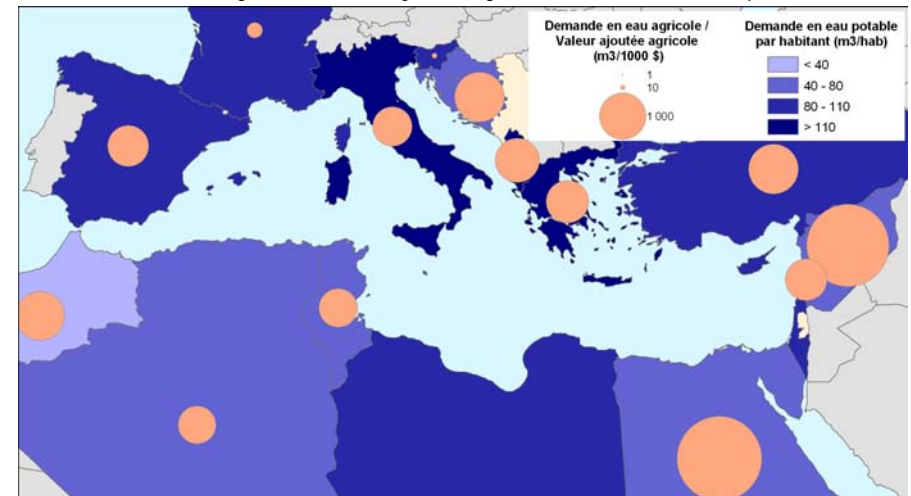 Demande en eau agricole /
Valeur ajoutée agricole
(m3/1000 $)
1
10
1 000
Demande en eau potable
par habitant (m3/hab)
< 40
40 - 80
80 - 110
> 110